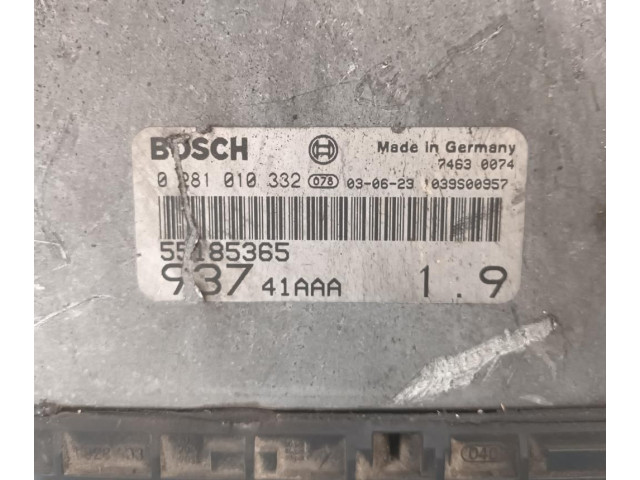 BOSCH Made in Germany
7463 0074
0 281 010 332 078 03-06-23 1039S00957
55185365
937 41AAA 1.9